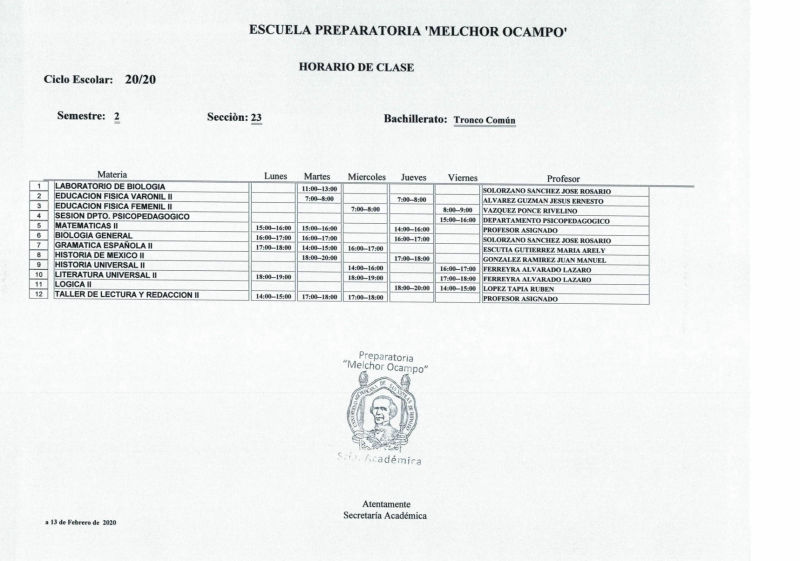 ESCUELA PREPARATORIA 'MELCHOR OCAMPO'
HORARIO DE CLASE
Ciclo Escolar: 20/20
Semestre: 2 Secciòn: 23 Bachillerato: Tronco Común
Materia Lunes Martes Miercoles Jueves Viernes Profesor
1 LABORATORIO DE BIOLOGIA 11:00--13:00 SOLORZANO SANCHEZ JOSE ROSARIO
2 EDUCACION FISICA VARONIL II 7:00--8:00 7:00--8:00 ALVAREZ GUZMAN JESUS ERNESTO
3 EDUCACION FISICA FEMENIL II 7:00--8:00 8:00--9:00 VAZQUEZ PONCE RIVELINO
4 SESION DPTO. PSICOPEDAGOGICO 15:00--16:00 DEPARTAMENTO PSICOPEDAGOGICO
5 MATEMATICAS II 15:00--16:00 15:00--16:00 14:00--16:00 PROFESOR ASIGNADO
6 BIOLOGIA GENERAL 16:00--17:00 16:00--17:00 16:00--17:00 SOLORZANO SANCHEZ JOSE ROSARIO
7 GRAMATICA ESPAÑOLA II 17:00--18:00 14:00--15:00 16:00--17:00 ESCUTIA GUTIERREZ MARIA ARELY
8 HISTORIA DE MEXICO II 18:00--20:00 17:00--18:00 GONZALEZ RAMIREZ JUAN MANUEL
9 HISTORIA UNIVERSAL II 14:00--16:00 16:00--17:00 FERREYRA ALVARADO LAZARO
10 LITERATURA UNIVERSAL II 18:00--19:00 18:00--19:00 17:00--18:00 FERREYRA ALVARADO LAZARO
11 LOGICA II 18:00--20:00 14:00--15:00 LOPEZ TAPIA RUBEN
12 TALLER DE LECTURA Y REDACCION II 14:00--15:00 17:00--18:00 17:00--18:00 PROFESOR ASIGNADO
Preparatoria
"Melchor Ocampo"
Académica
Atentamente
Secretaría Académica
a 13 de Febrero de 2020